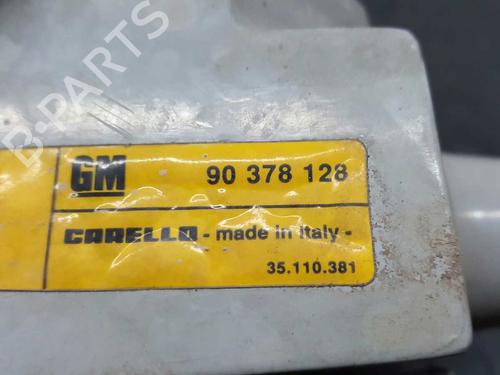 B-PARTS
GM 90 378 128
CARELLO - made in italy -
35.110.381